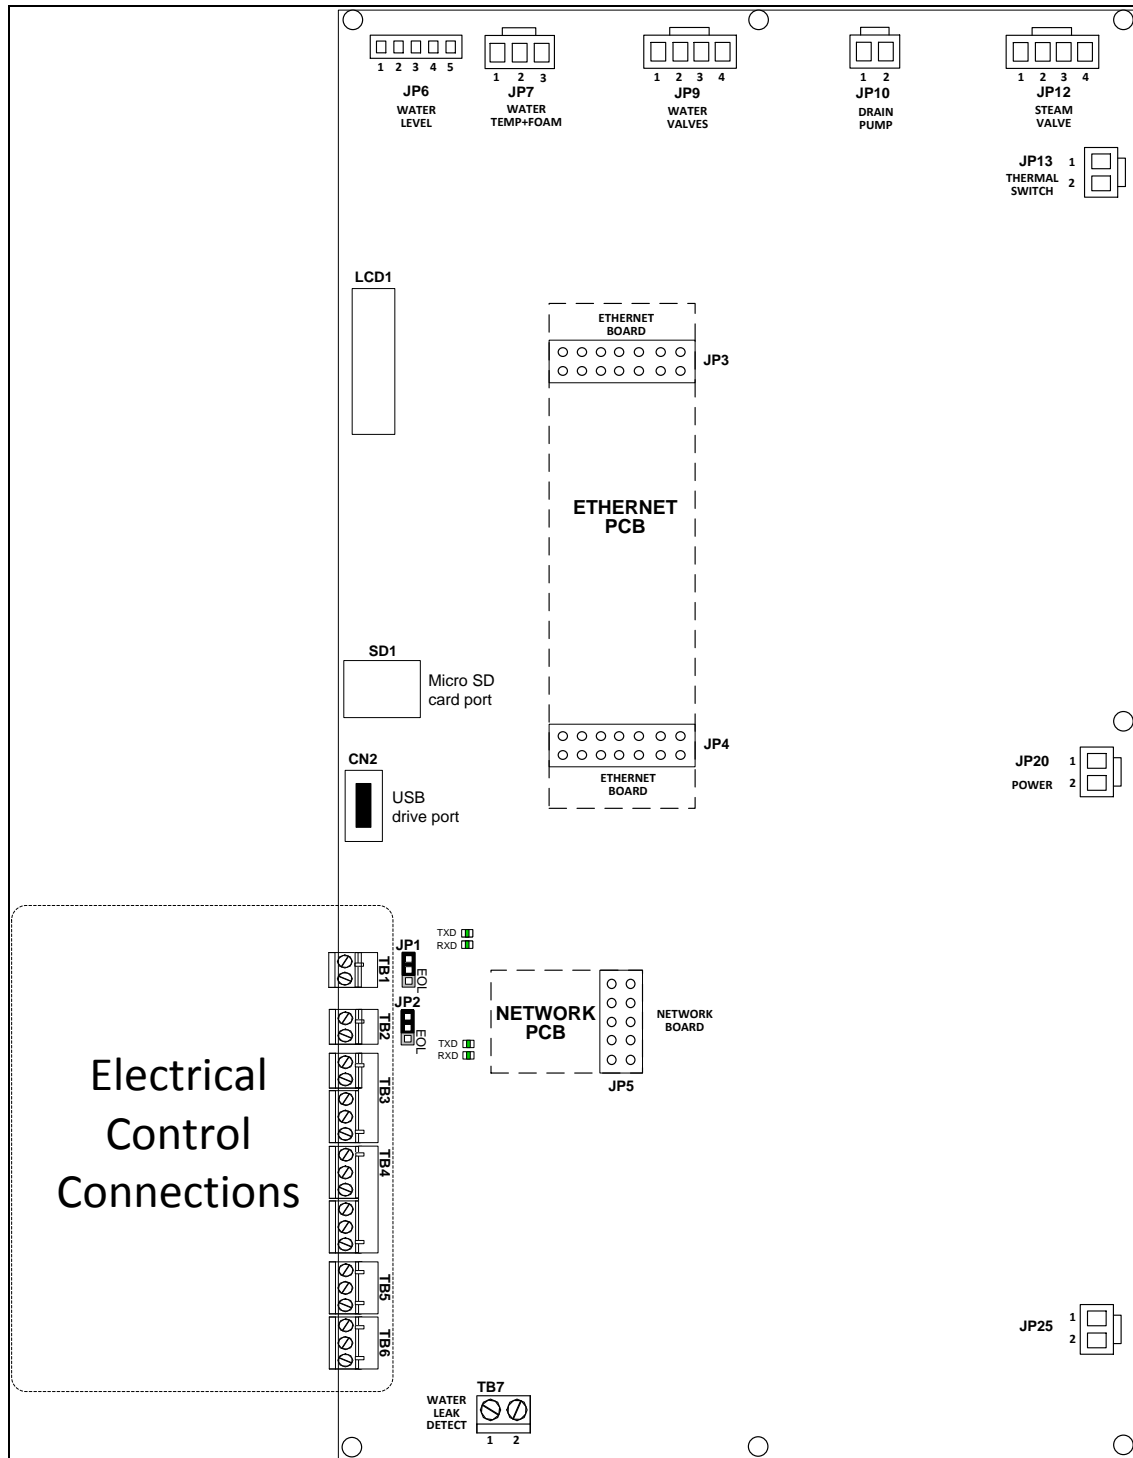 1 2 3 4 5
JP6
WATER
LEVEL
1 2 3
JP7
WATER
TEMP+FOAM
1 2 3 4
JP9
WATER
VALVES
1 2
JP10
DRAIN
PUMP
1 2 3 4
JP12
STEAM
VALVE
JP13 1
THERMAL 2
SWITCH
LCD1
ETHERNET
BOARD
JP3
ETHERNET
PCB
SD1
Micro SD
card port
JP4
ETHERNET
BOARD
CN2
USB
drive port
JP20 1
POWER 2
TXD
RXD
JP1
EOL
TB1
JP2
EOL
TB2
TXD
RXD
NETWORK
PCB
NETWORK
BOARD
JP5
Electrical
Control
Connections
TB3
TB4
TB5
TB6
JP25 1
2
TB7
WATER
LEAK
DETECT
1 2